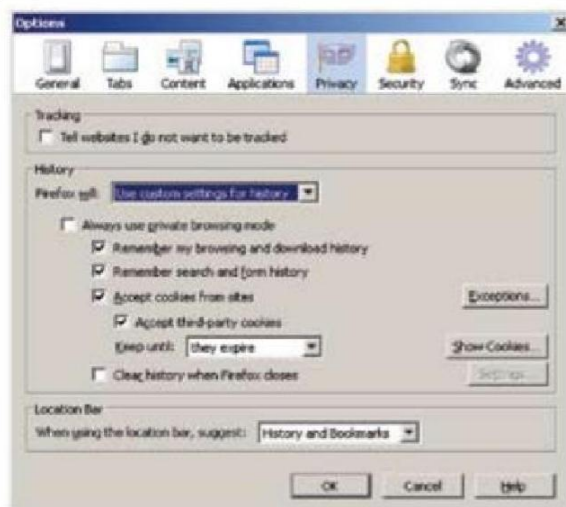 Options
General Tabs Content Applications Privacy Security Sync Advanced
Tracking
Tell websites I do not want to be tracked
History
Firefox will: Use custom settings for history
Always use private browsing mode
Remember my browsing and download history
Remember search and form history
Accept cookies from sites Exceptions...
Accept third-party cookies
Keep until: they expire Show Cookies...
Clear history when Firefox closes Settings...
Location Bar
When using the location bar, suggest: History and Bookmarks
OK Cancel Help